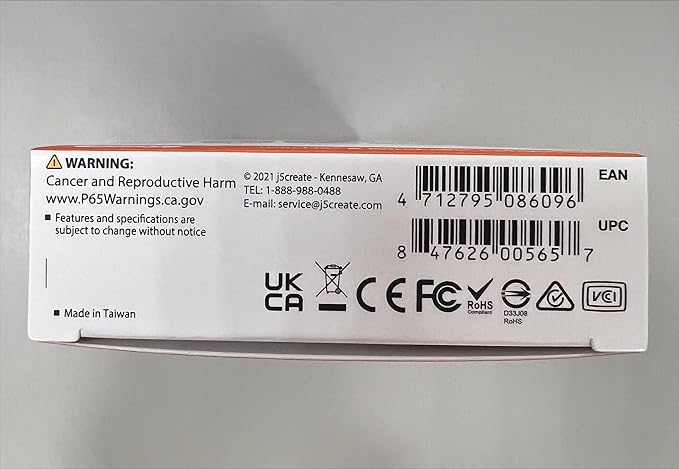 WARNING:
Cancer and Reproductive Harm
www.P65Warnings.ca.gov
Features and specifications are
subject to change without notice
Made in Taiwan
© 2021 j5create - Kennesaw, GA
TEL: 1-888-988-0488
E-mail: service@j5create.com
4 712795 086096
EAN
8 47626 00565 7
UPC
UK
CA
CE
FC
RoHS
Compliant
D33J08
RoHS
VCI